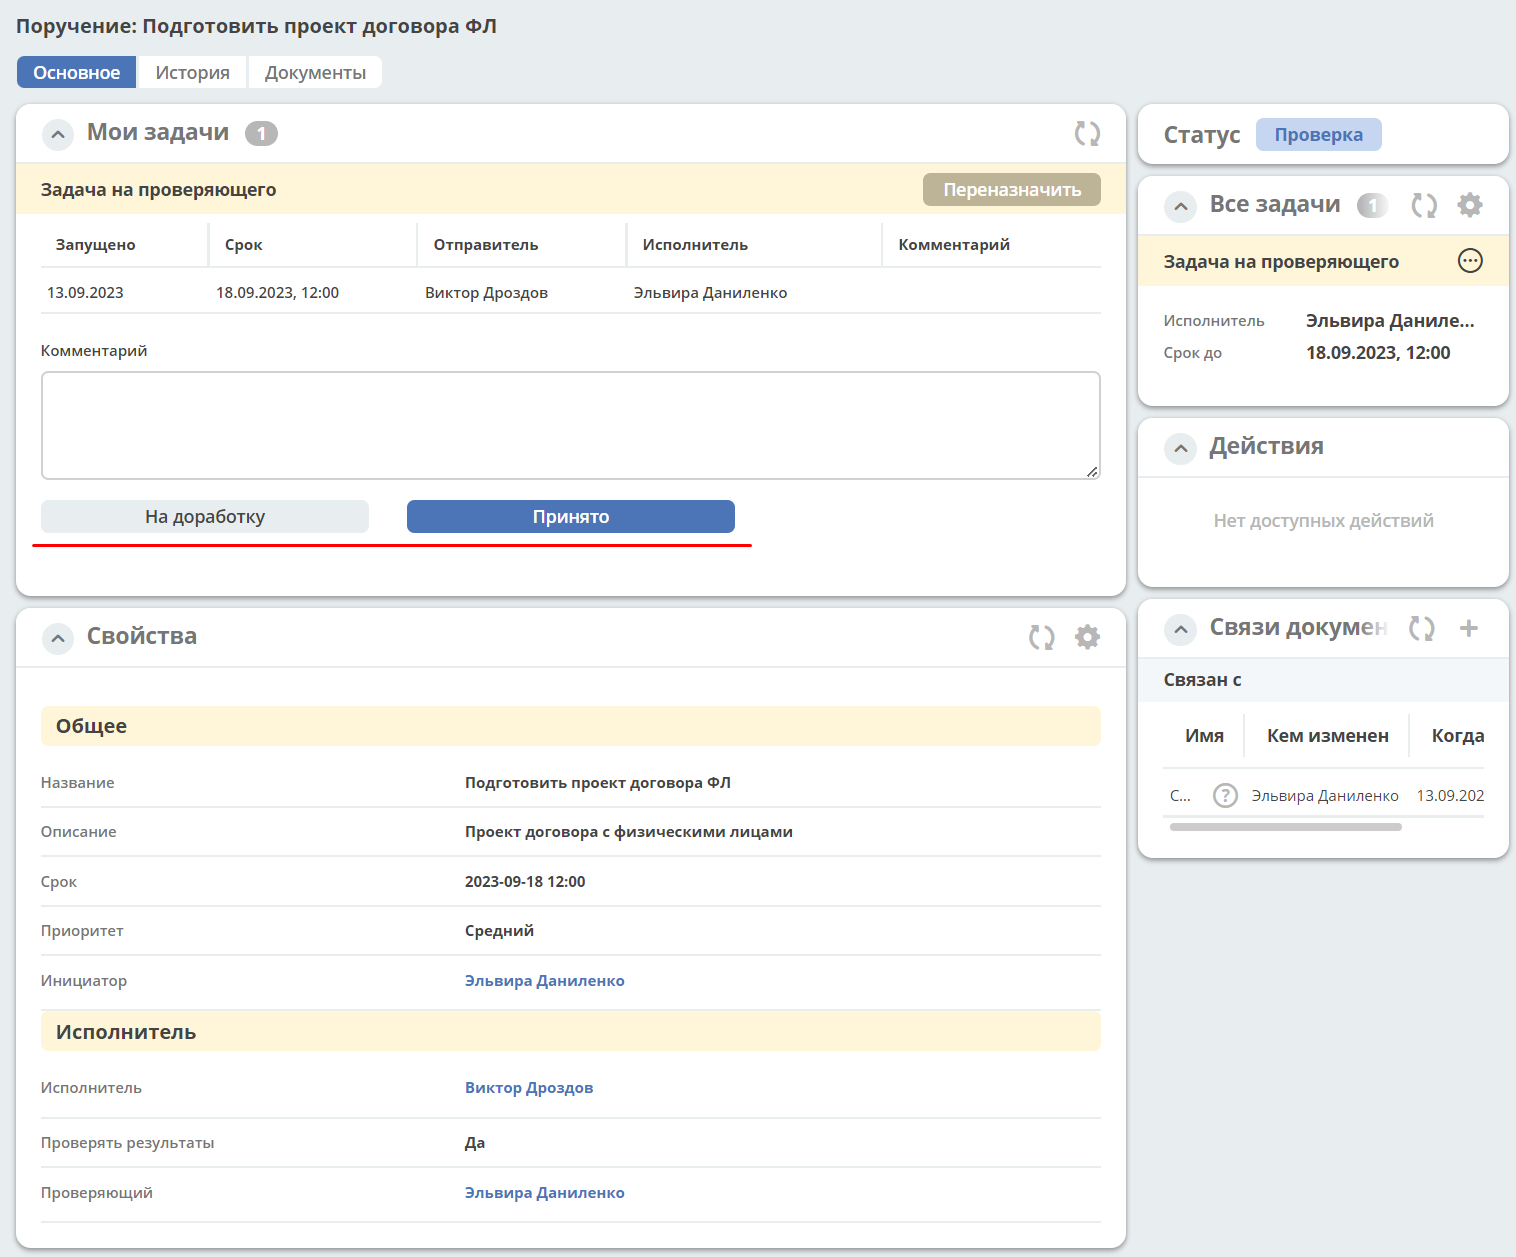 Поручение: Подготовить проект договора ФЛ
Основное История Документы
Мои задачи 1
Задача на проверяющего Переназначить
Запущено Срок Отправитель Исполнитель Комментарий
13.09.2023 18.09.2023, 12:00 Виктор Дроздов Эльвира Даниленко
Комментарий
На доработку Принято
Свойства
Общее
Название Подготовить проект договора ФЛ
Описание Проект договора с физическими лицами
Срок 2023-09-18 12:00
Приоритет Средний
Инициатор Эльвира Даниленко
Исполнитель
Исполнитель Виктор Дроздов
Проверять результаты Да
Проверяющий Эльвира Даниленко
Статус Проверка
Все задачи 1
Задача на проверяющего
Исполнитель Эльвира Даниле...
Срок до 18.09.2023, 12:00
Действия
Нет доступных действий
Связи докумен
Связан с
Имя Кем изменен Когда
С... Эльвира Даниленко 13.09.202